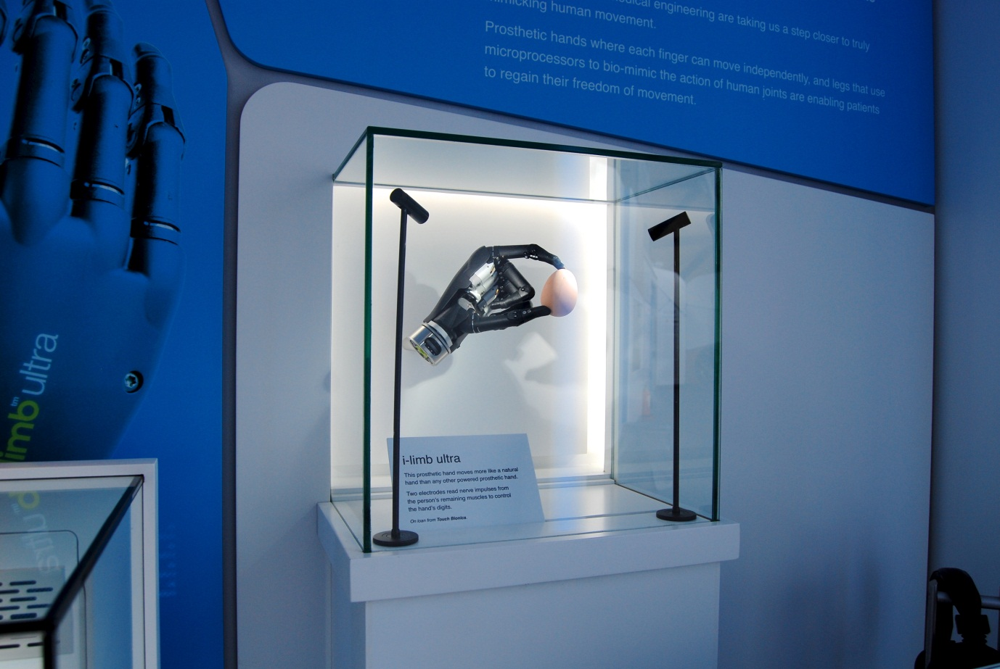 dical engineering are taking us a step closer to truly
mimicking human movement.
Prosthetic hands where each finger can move independently, and legs that use
microprocessors to bio-mimic the action of human joints are enabling patients
to regain their freedom of movement.
limb™ ultra
i-limb ultra
This prosthetic hand moves more like a natural
hand than any other powered prosthetic hand.
Two electrodes read nerve impulses from
the person's remaining muscles to control
the hand's digits.
On loan from Touch Bionics.